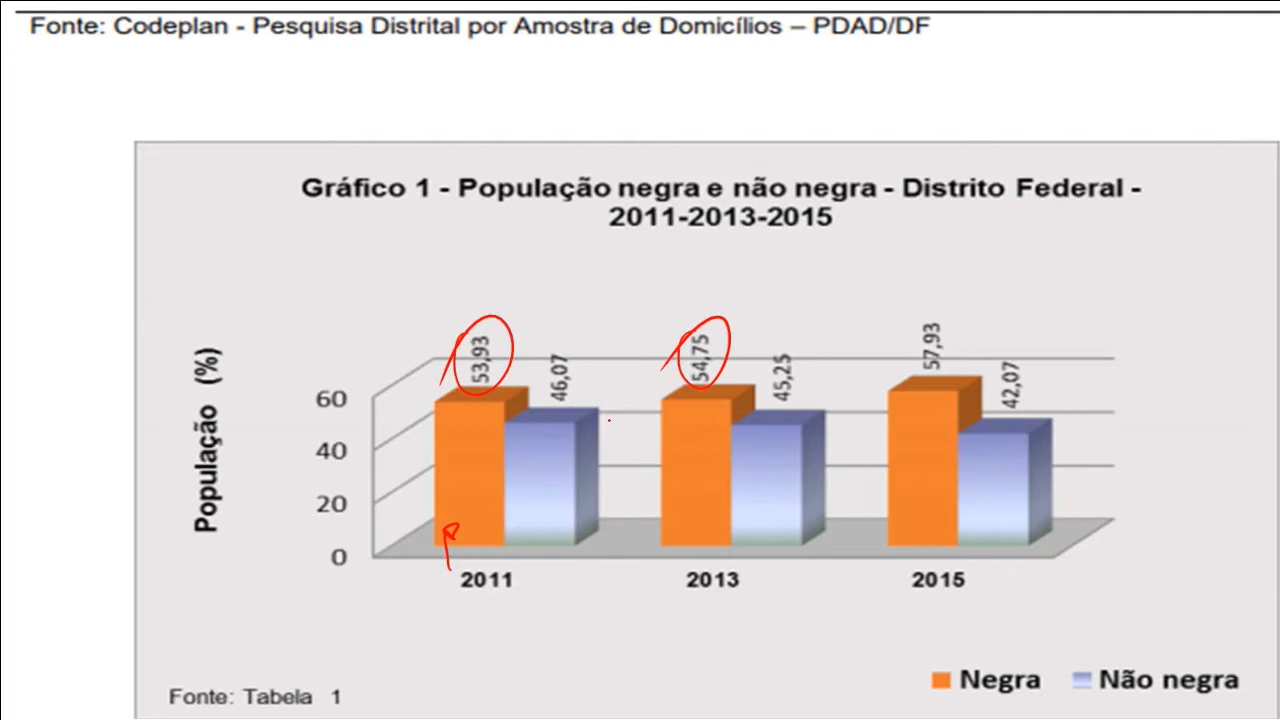 Fonte: Codeplan - Pesquisa Distrital por Amostra de Domicílios – PDAD/DF
Gráfico 1 - População negra e não negra - Distrito Federal -
2011-2013-2015
População (%)
60
40
20
0
53,93
46,07
54,75
45,25
57,93
42,07
2011
2013
2015
Negra
Não negra
Fonte: Tabela 1